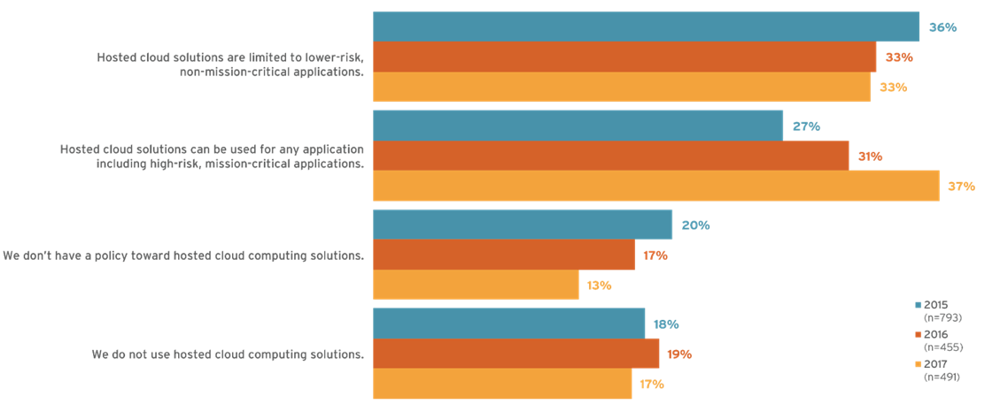 36%
Hosted cloud solutions are limited to lower-risk,
non-mission-critical applications.
33%
33%
27%
Hosted cloud solutions can be used for any application
including high-risk, mission-critical applications.
31%
37%
20%
We don't have a policy toward hosted cloud computing solutions.
17%
13%
18%
We do not use hosted cloud computing solutions.
19%
17%
2015
(n=793)
2016
(n=455)
2017
(n=491)